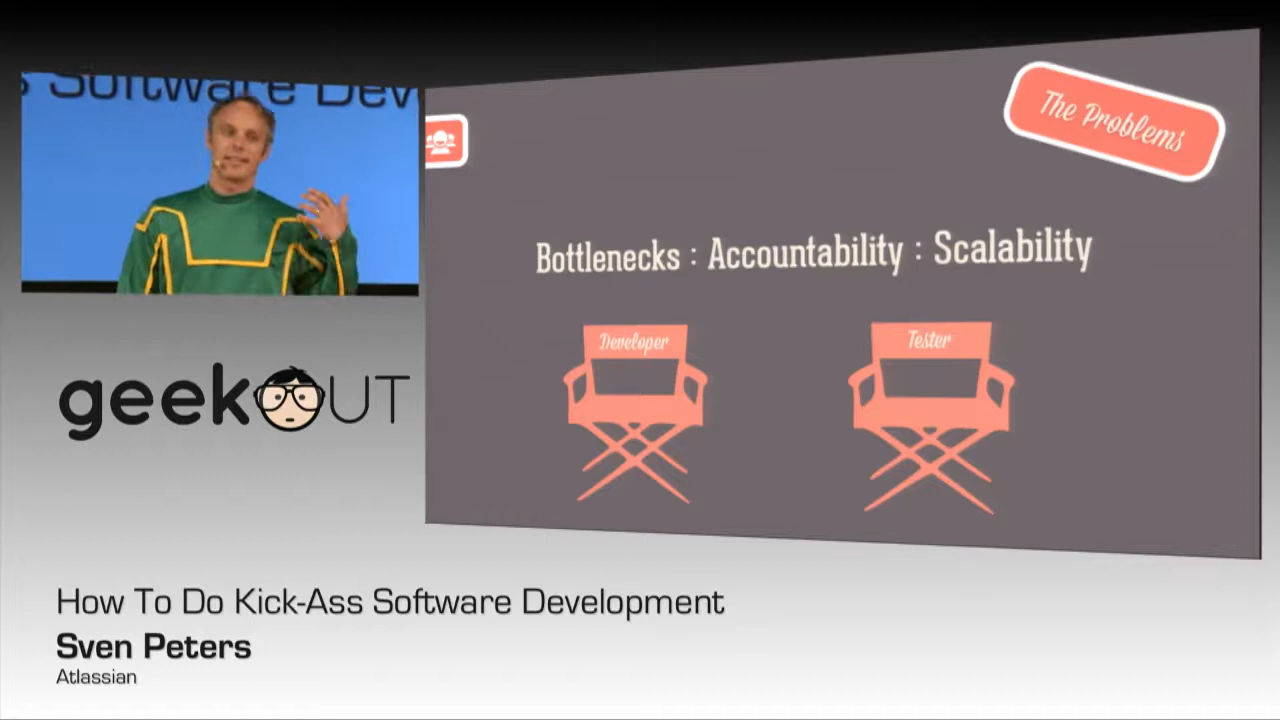 s Software Dev
The Problems
Bottlenecks : Accountability : Scalability
Developer
Tester
geekOUT
How To Do Kick-Ass Software Development
Sven Peters
Atlassian